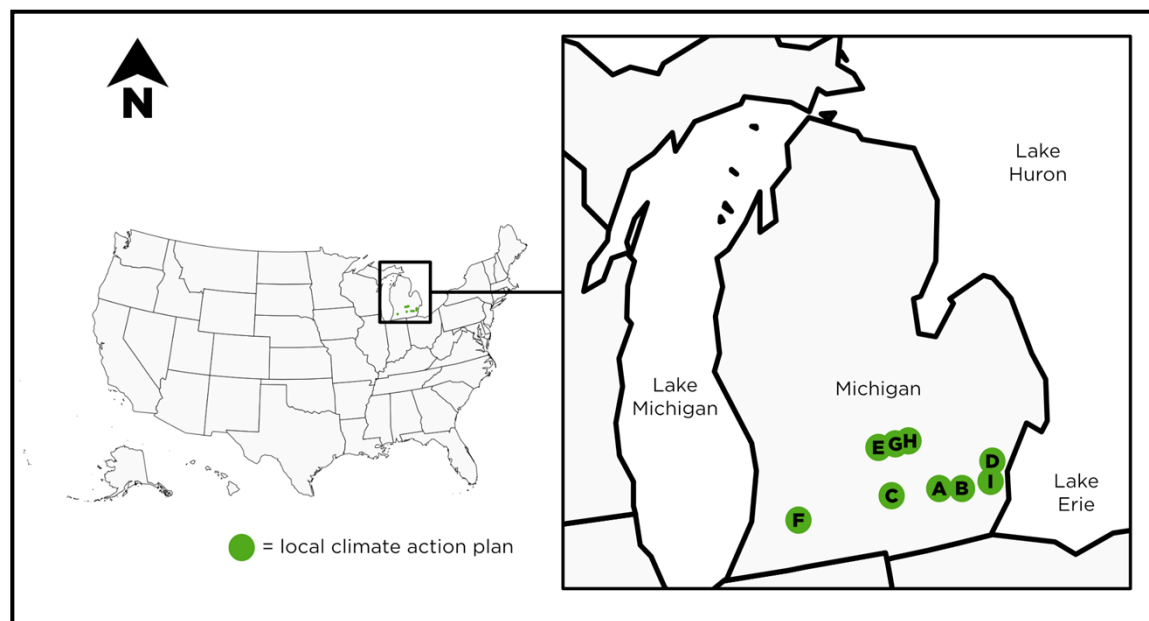 N
= local climate action plan
Lake
Huron
Lake
Michigan
Michigan
E G H
D
I
A B
C
F
Lake
Erie